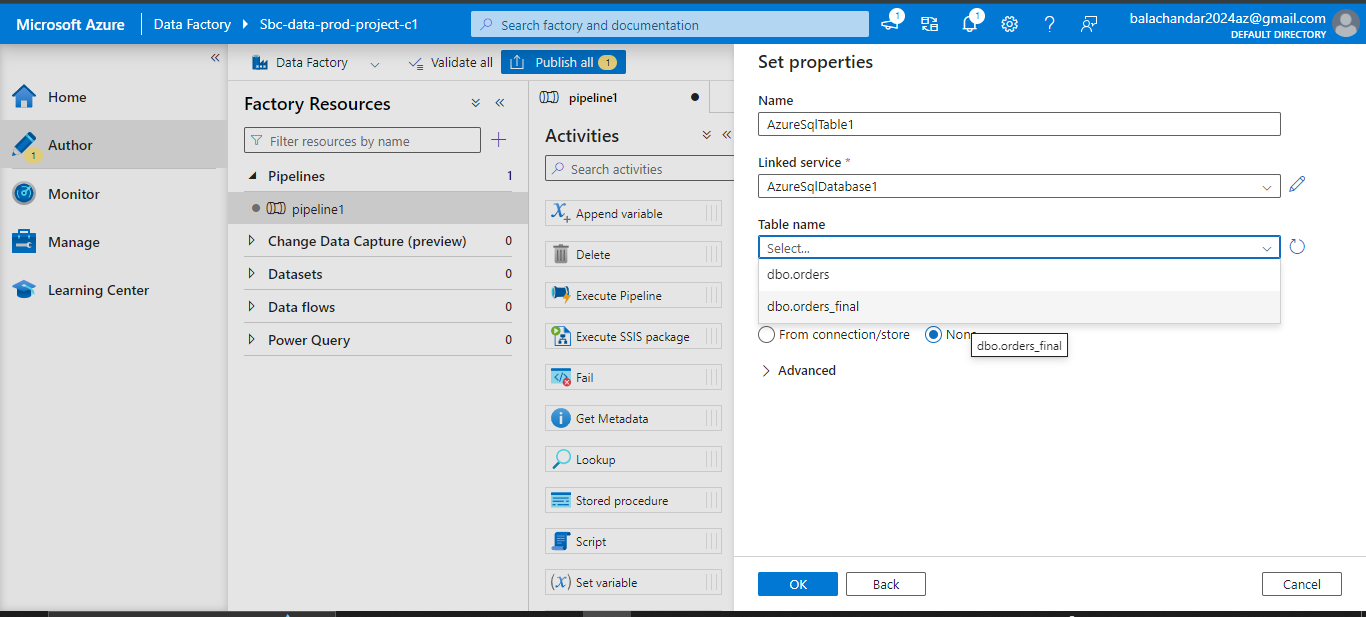 Microsoft Azure
Data Factory
Sbc-data-prod-project-c1
Search factory and documentation
1
1
balachandar2024az@gmail.com
DEFAULT DIRECTORY
Home
Author
1
Monitor
Manage
Learning Center
Data Factory
Validate all
Publish all 1
Factory Resources
Filter resources by name
Pipelines 1
pipeline1
Change Data Capture (preview) 0
Datasets 0
Data flows 0
Power Query 0
pipeline1
Activities
Search activities
Append variable
Delete
Execute Pipeline
Execute SSIS package
Fail
Get Metadata
Lookup
Stored procedure
Script
Set variable
Set properties
Name
AzureSqlTable1
Linked service *
AzureSqlDatabase1
Table name
Select...
dbo.orders
dbo.orders_final
From connection/store
None
dbo.orders_final
Advanced
OK
Back
Cancel